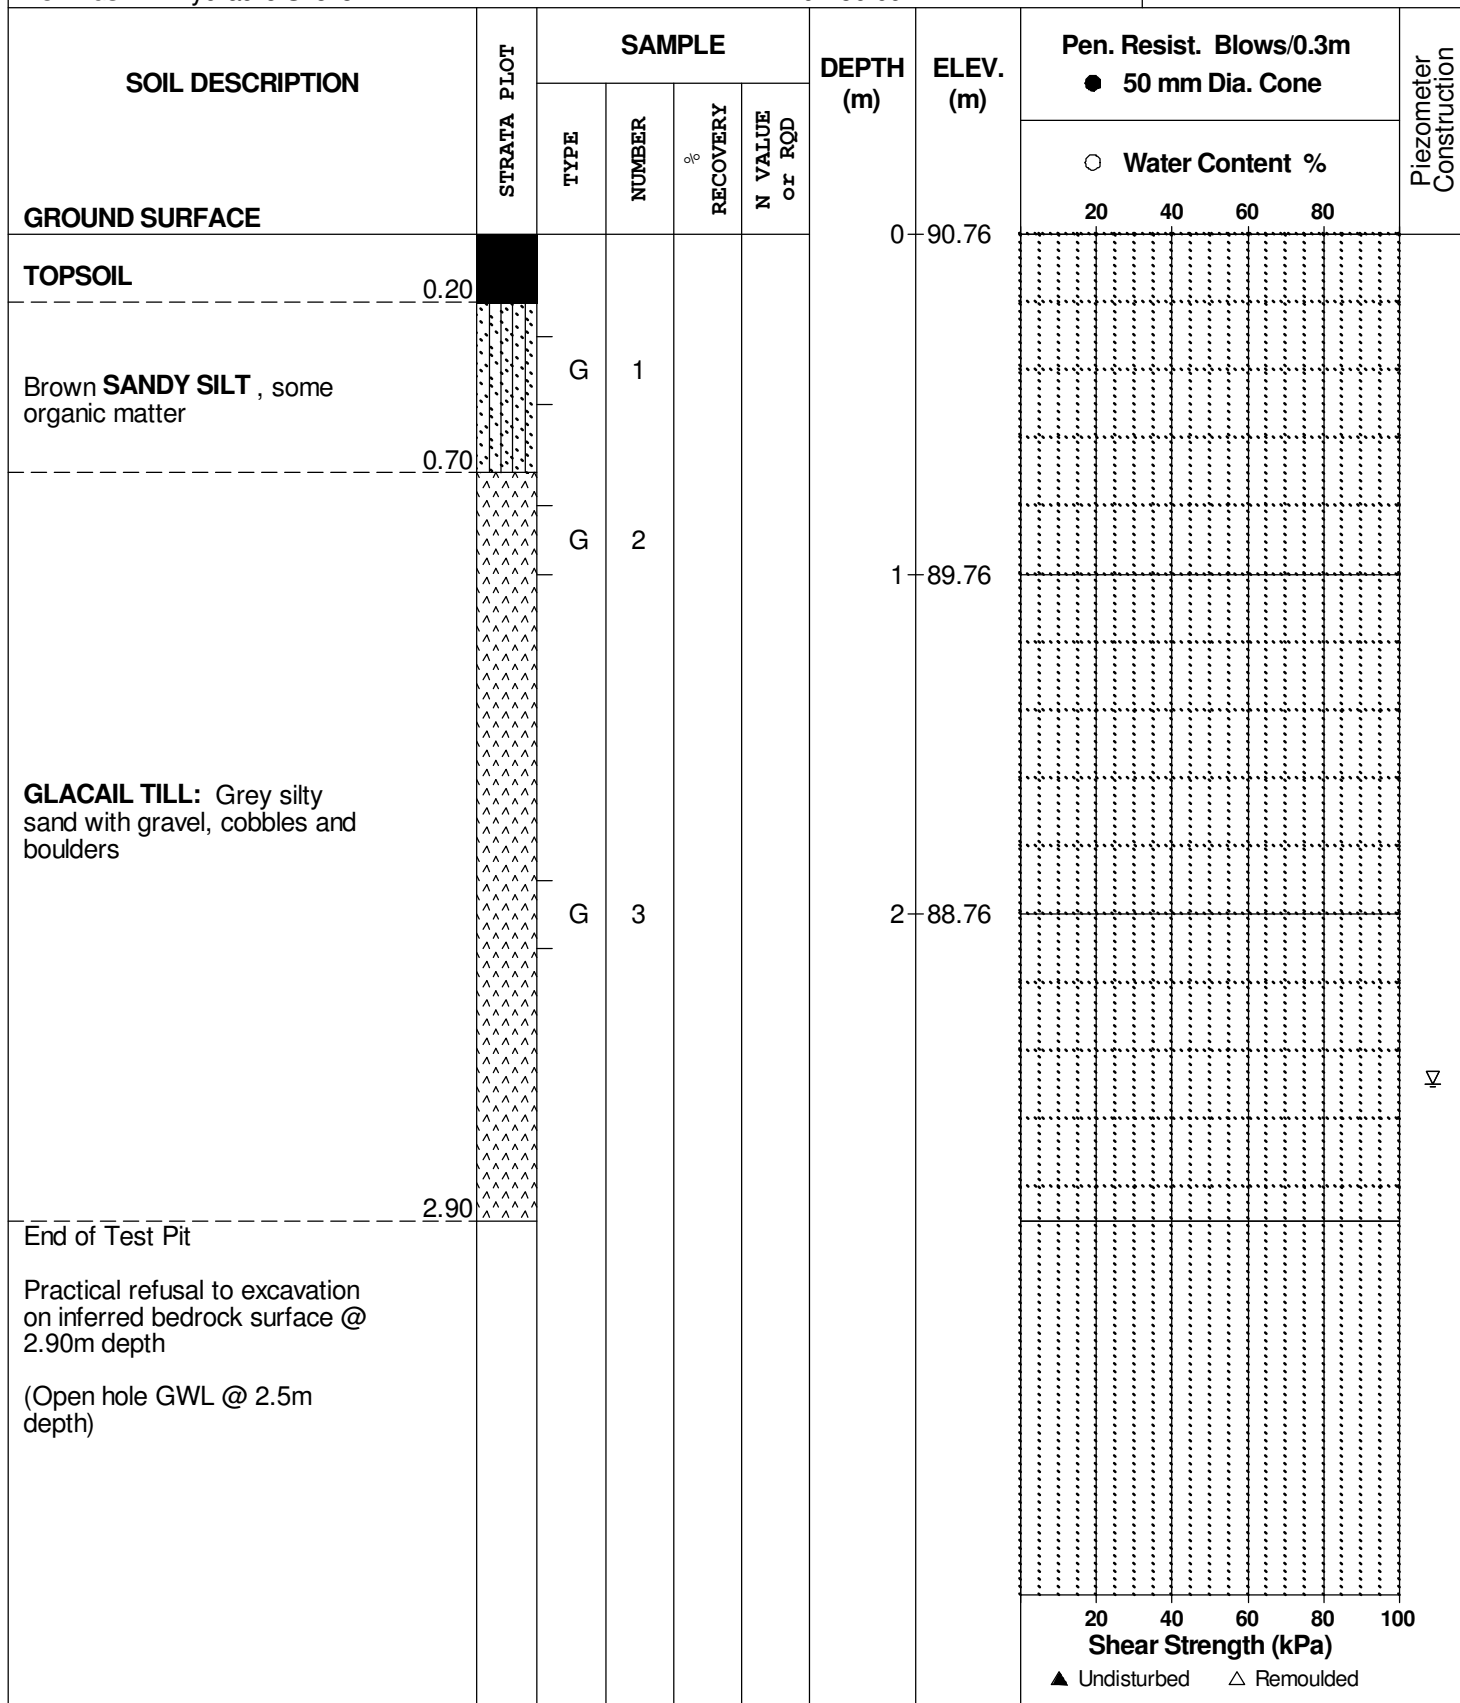 SOIL DESCRIPTION
GROUND SURFACE
STRATA PLOT
SAMPLE
TYPE
NUMBER
%
RECOVERY
N VALUE
or RQD
DEPTH
(m)
ELEV.
(m)
Pen. Resist. Blows/0.3m
● 50 mm Dia. Cone
○ Water Content %
20 40 60 80
Piezometer
Construction
0 90.76
TOPSOIL
0.20
G 1
Brown SANDY SILT , some
organic matter
0.70
G 2
1 89.76
GLACAIL TILL: Grey silty
sand with gravel, cobbles and
boulders
G 3
2 88.76
2.90
End of Test Pit
Practical refusal to excavation
on inferred bedrock surface @
2.90m depth
(Open hole GWL @ 2.5m
depth)
20 40 60 80 100
Shear Strength (kPa)
▲ Undisturbed △ Remoulded